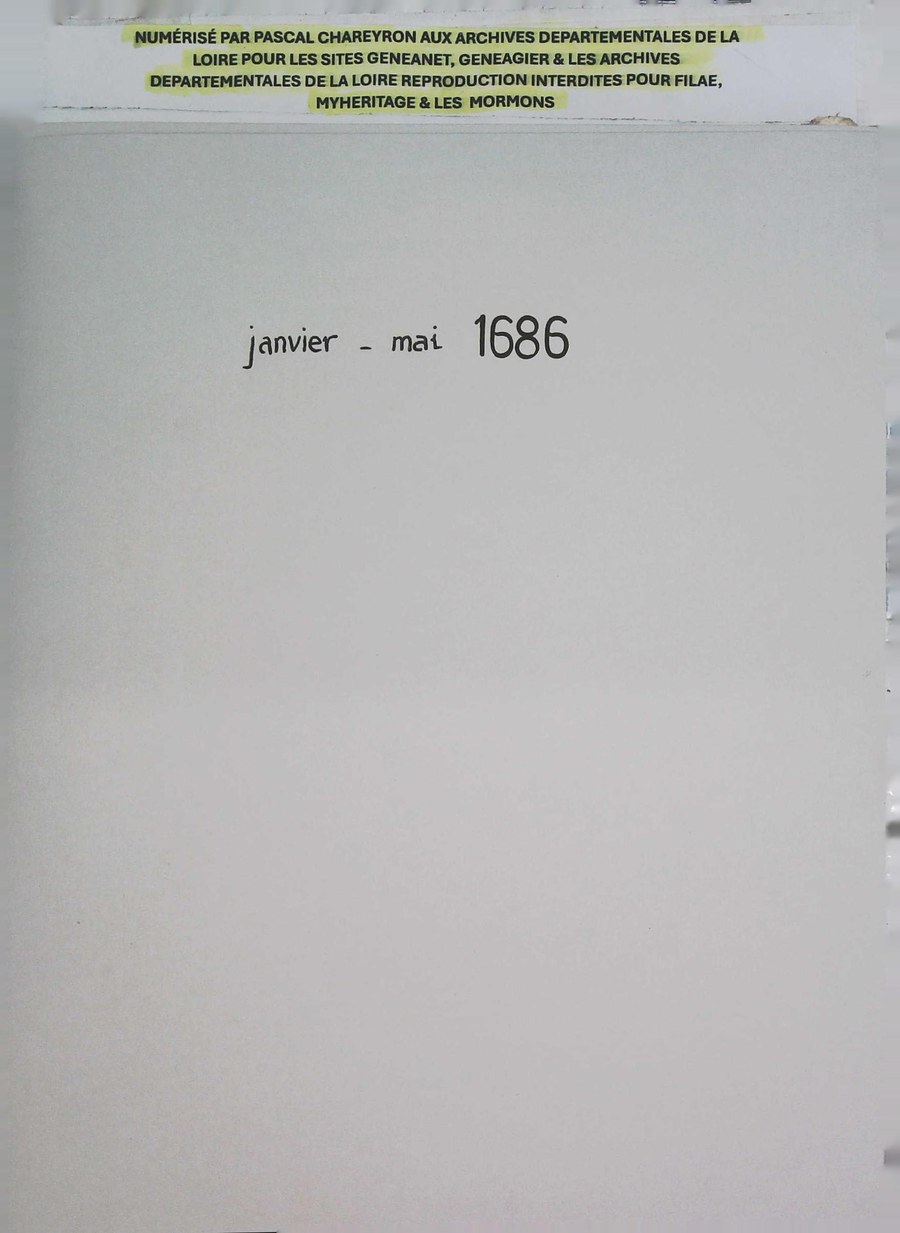 NUMÉRISÉ PAR PASCAL CHAREYRON AUX ARCHIVES DEPARTEMENTALES DE LA
LOIRE POUR LES SITES GENEANET, GENEAGIER & LES ARCHIVES
DEPARTEMENTALES DE LA LOIRE REPRODUCTION INTERDITES POUR FILAE,
MYHERITAGE & LES MORMONS
janvier - mai 1686